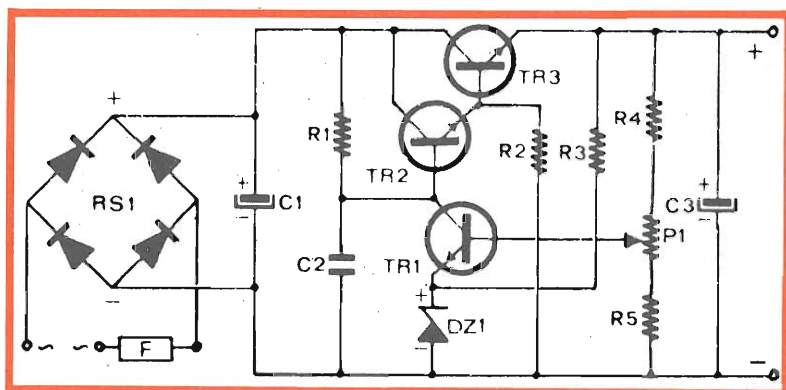 +
RS1
−
~ ~
F
+
−
C1
R1
C2
TR3
TR2
TR1
+
−
DZ1
R2
R3
R4
P1
R5
+
−
C3
+
−